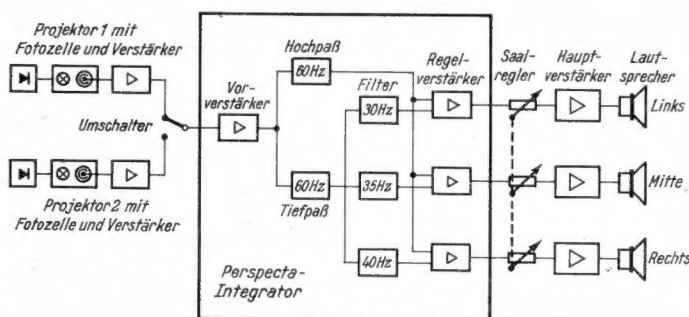 Projektor 1 mit
Fotozelle und Verstärker
Umschalter
Projektor 2 mit
Fotozelle und Verstärker
Vor-
verstärker
Hochpaß
60Hz
60Hz
Tiefpaß
Filter
30Hz
35Hz
40Hz
Regel-
verstärker
Perspecta-
Integrator
Saal-
regler
Haupt-
verstärker
Laut-
sprecher
Links
Mitte
Rechts